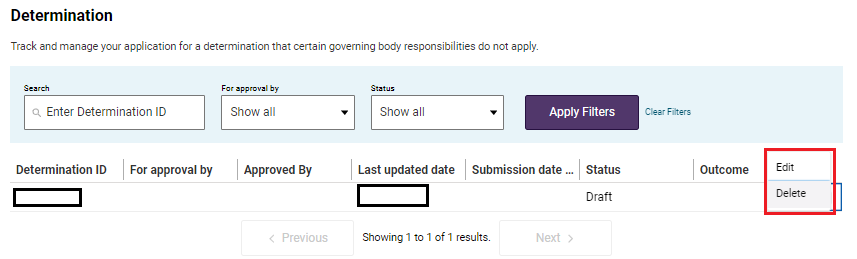 Determination
Track and manage your application for a determination that certain governing body responsibilities do not apply.
Search
For approval by
Status
Enter Determination ID
Show all
Show all
Apply Filters
Clear Filters
Determination ID
For approval by
Approved By
Last updated date
Submission date ...
Status
Outcome
Edit
Delete
Draft
Previous
Showing 1 to 1 of 1 results.
Next